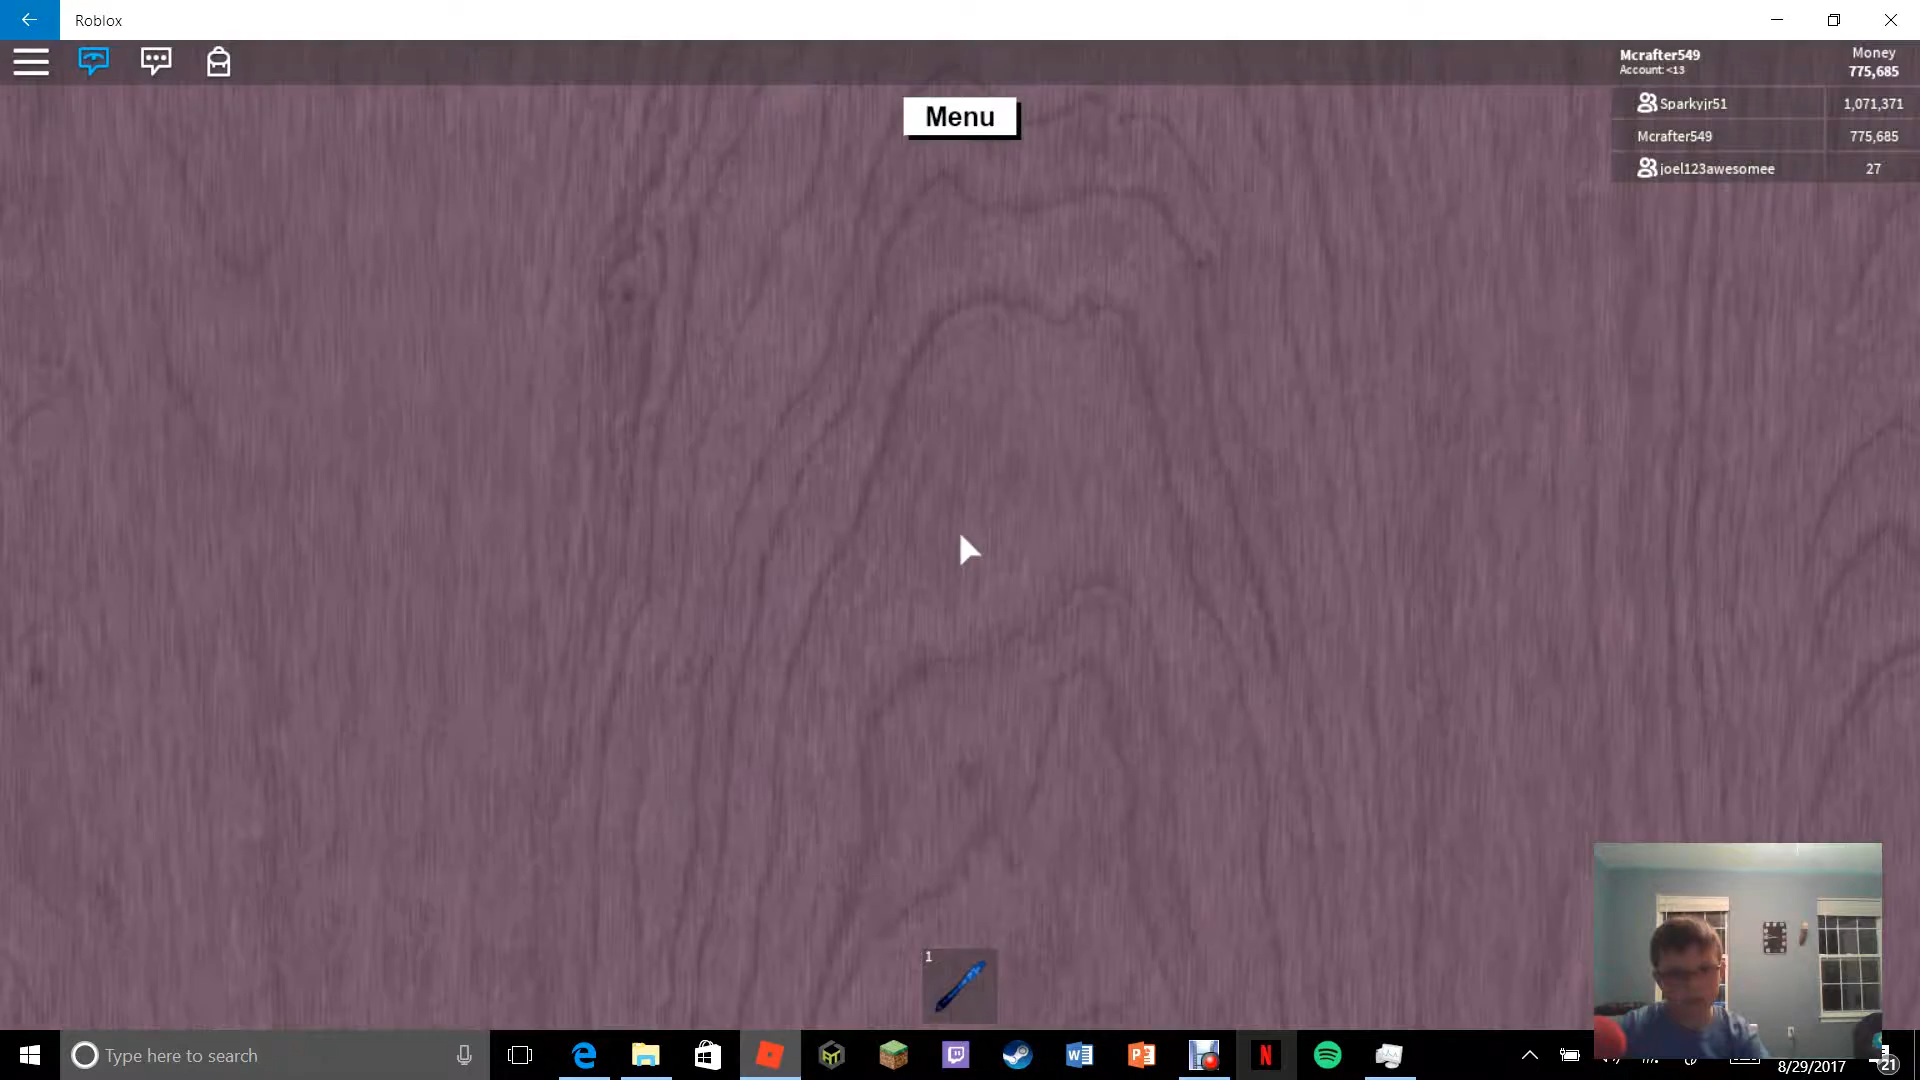 Roblox
Mcrafter549
Account: <13
Money
775,685
Sparkyjr51
1,071,371
Mcrafter549
775,685
joel123awesomee
27
Menu
1
Type here to search
8/29/2017
21